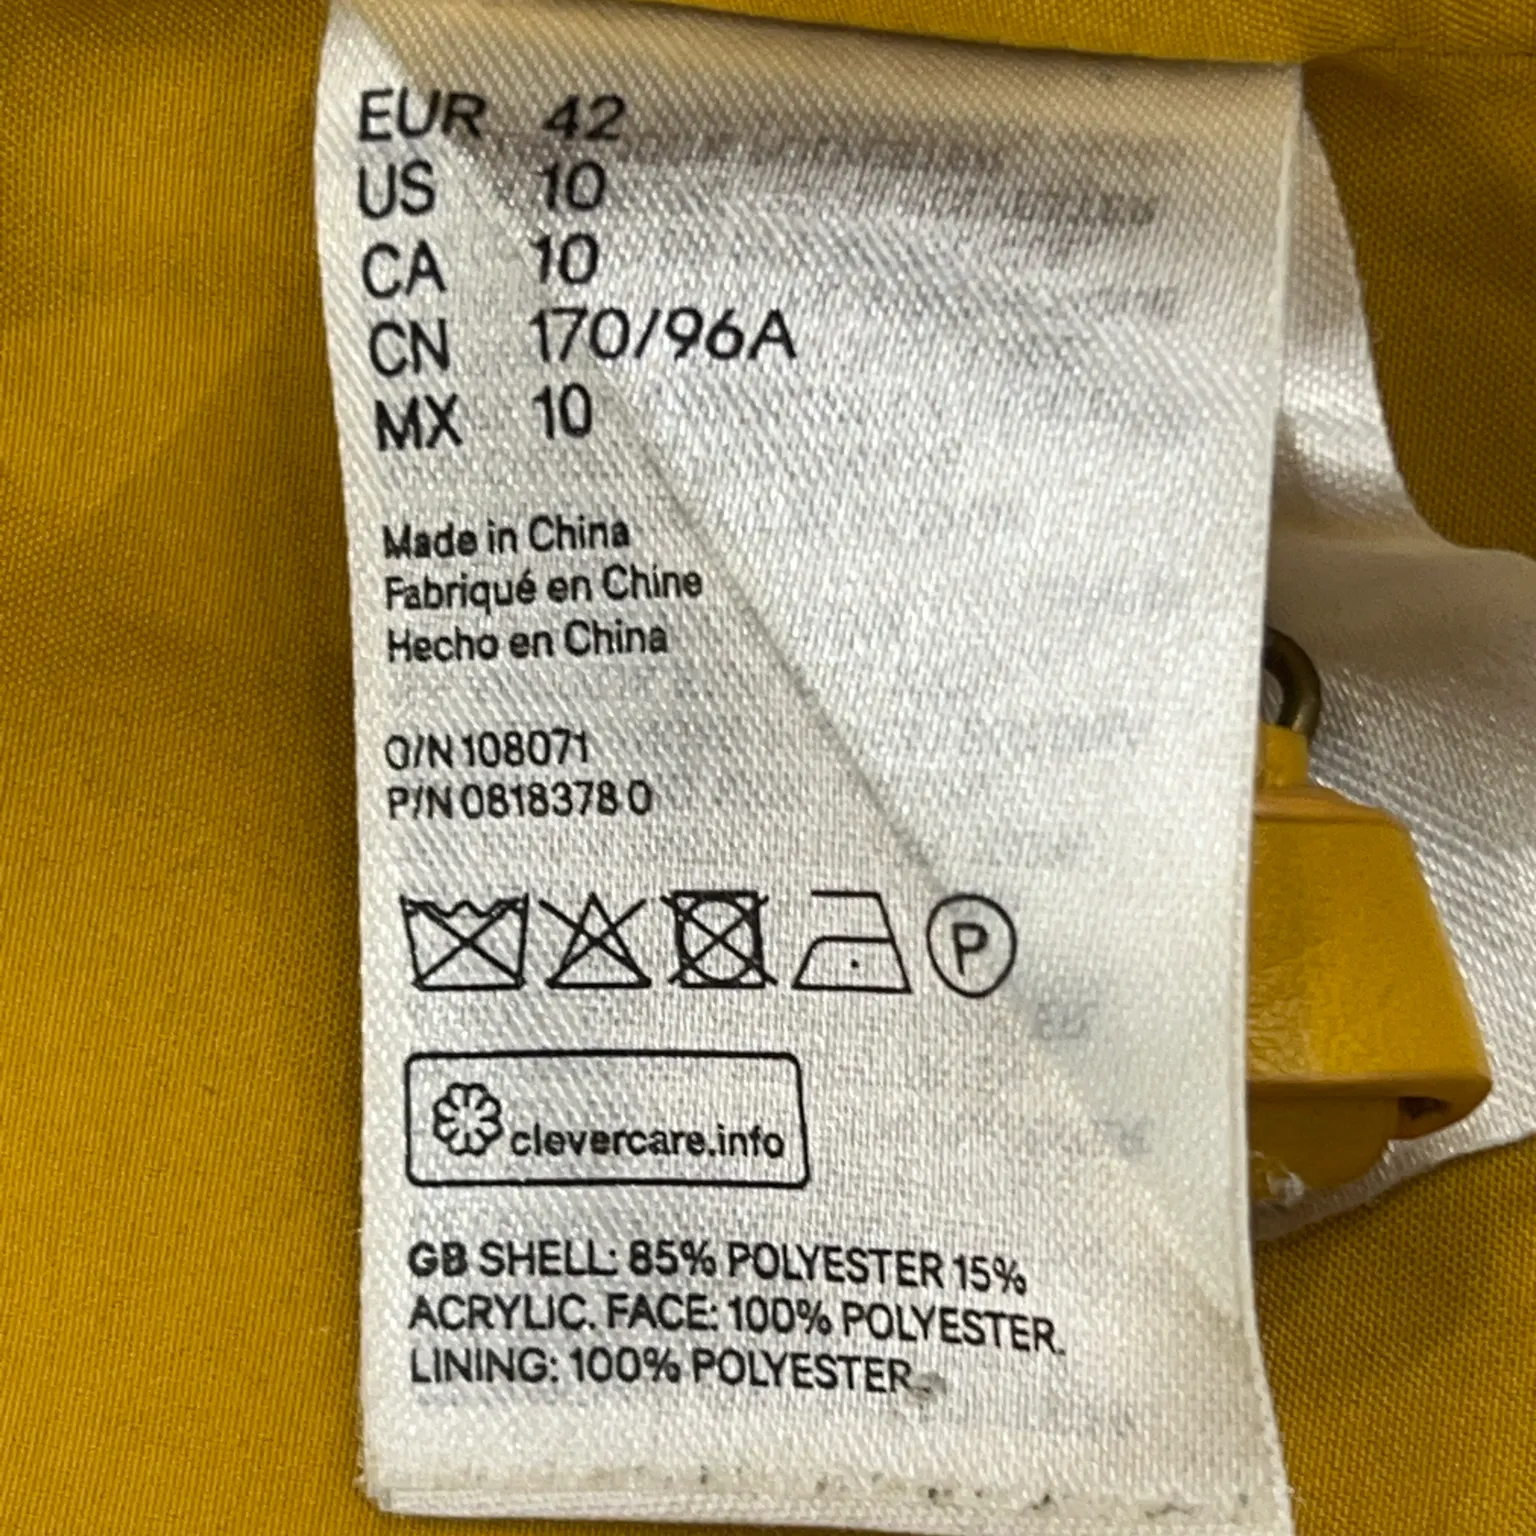 EUR 42
US 10
CA 10
CN 170/96A
MX 10
Made in China
Fabriqué en Chine
Hecho en China
O/N 108071
P/N 0818378 0
P
clevercare.info
GB SHELL: 85% POLYESTER 15%
ACRYLIC. FACE: 100% POLYESTER.
LINING: 100% POLYESTER.